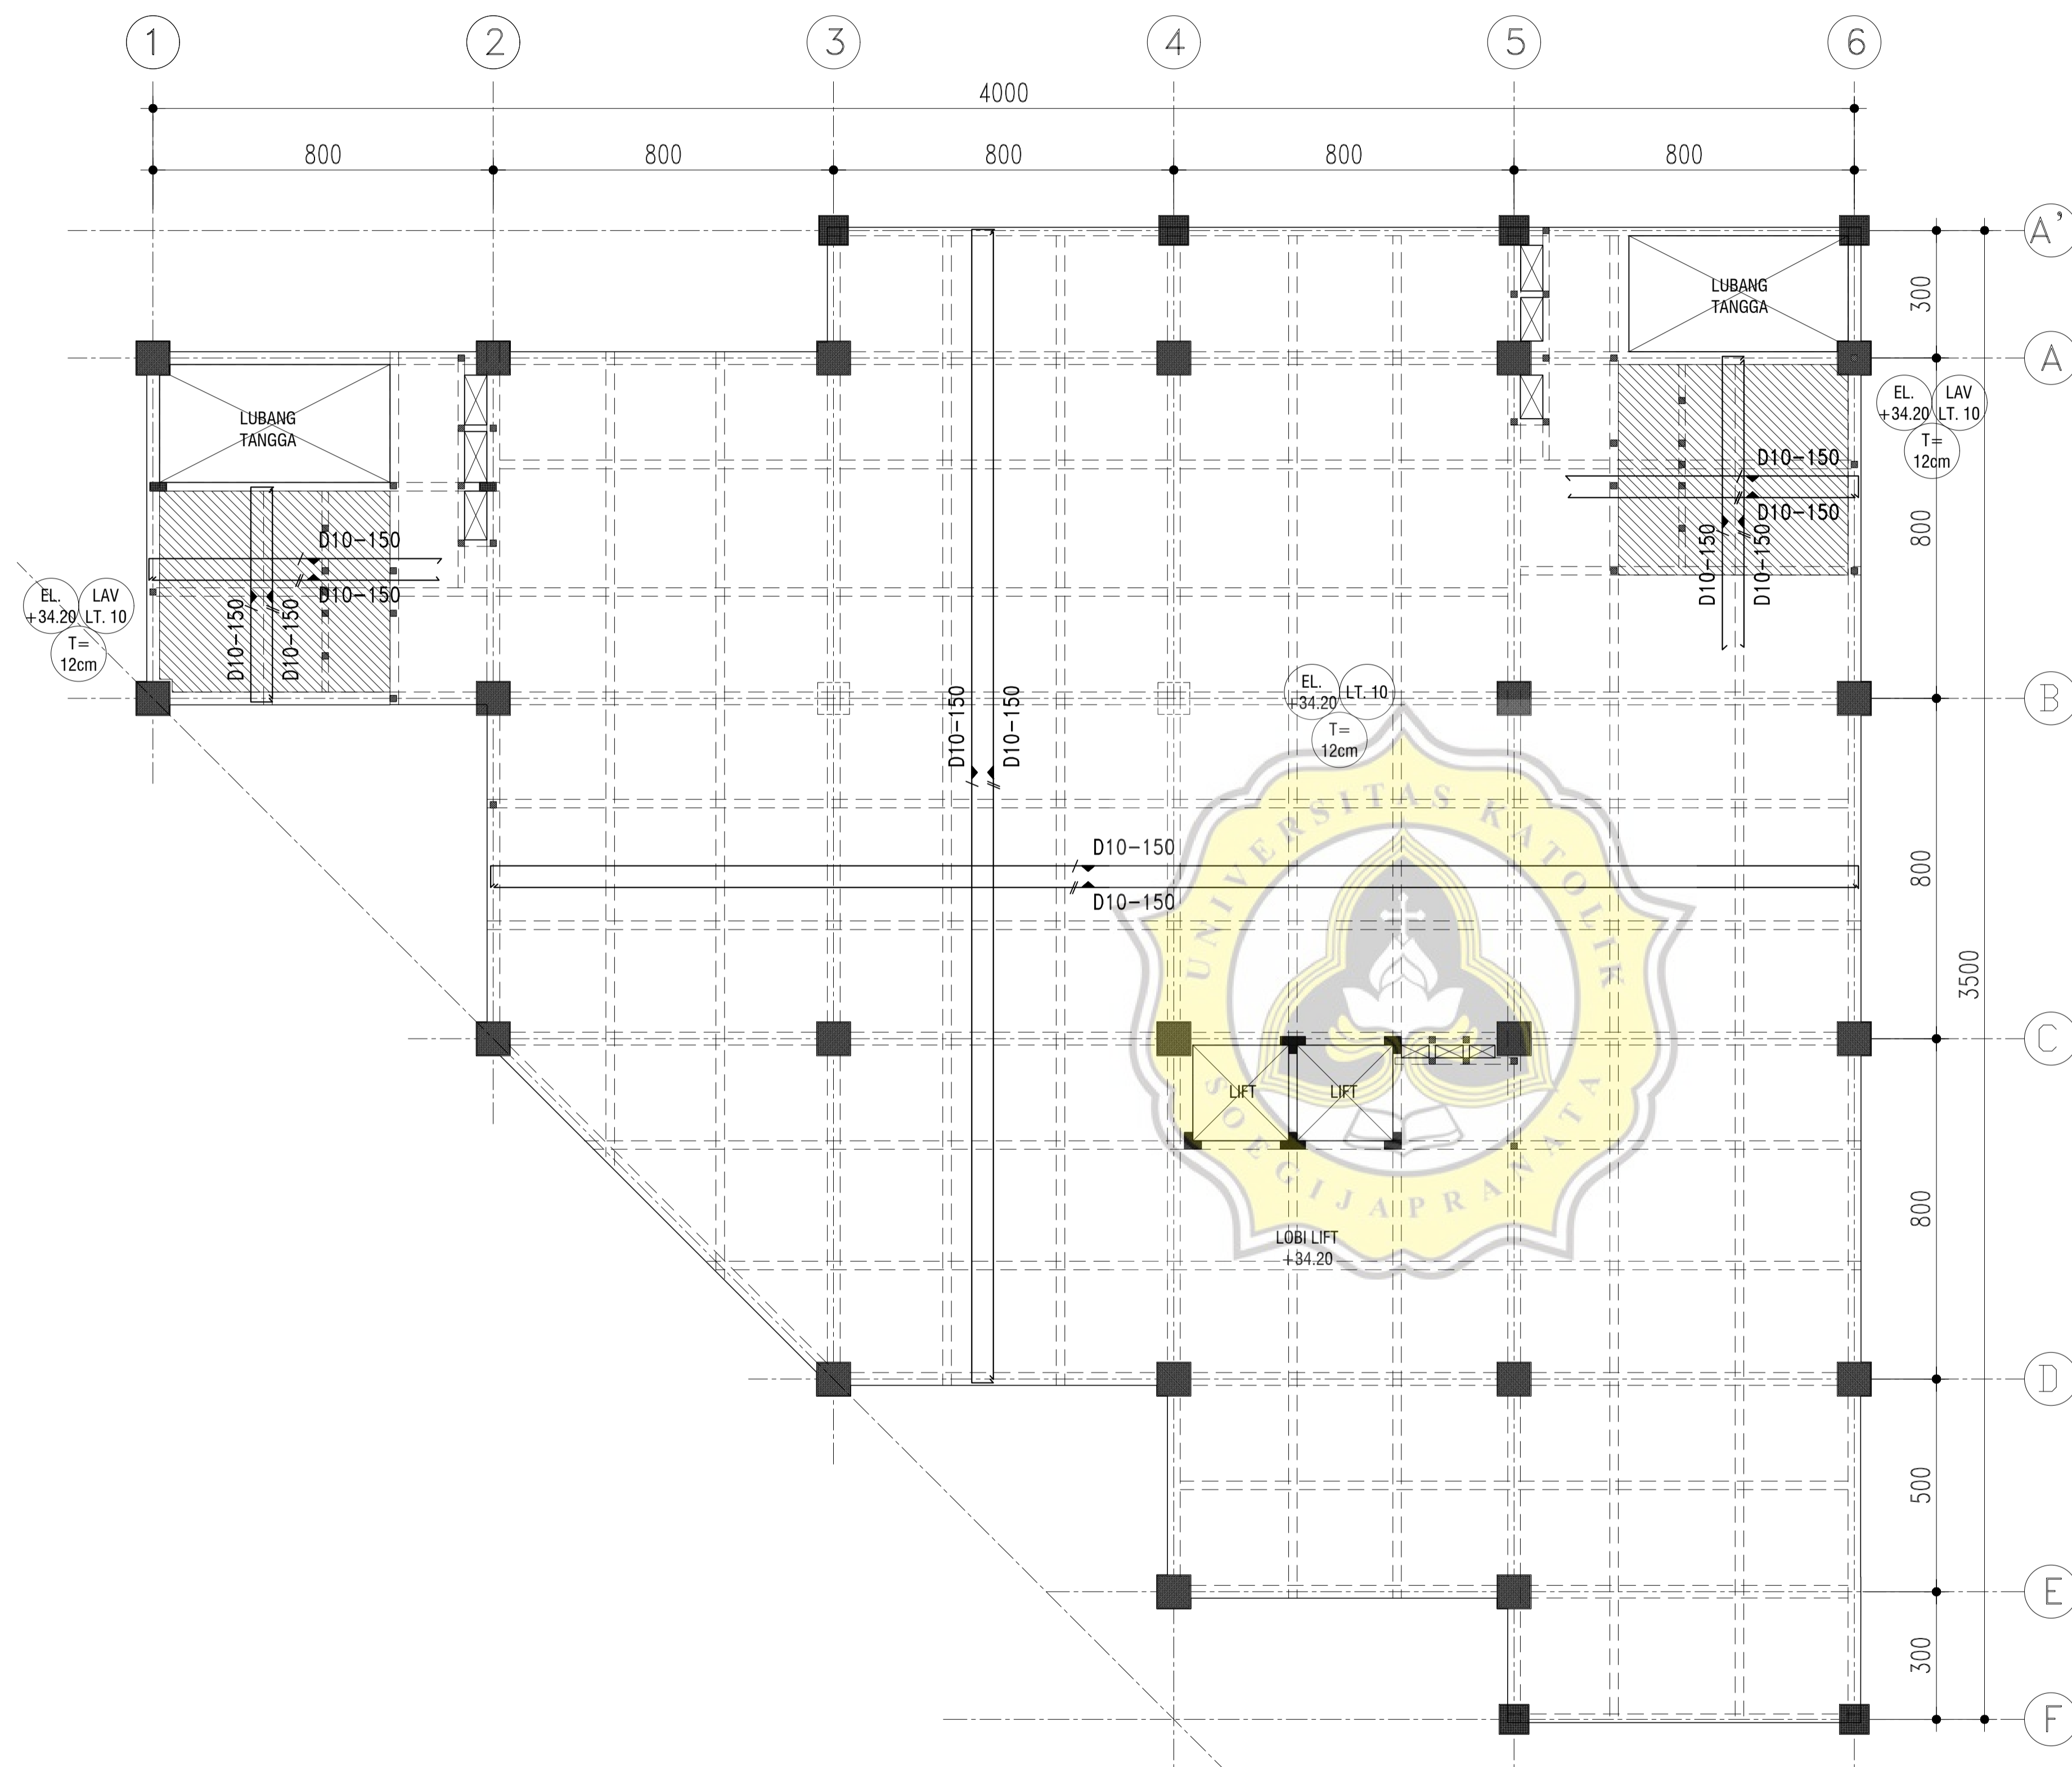 1
2
3
4
5
6
4000
800
800
800
800
800
A'
300
LUBANG
TANGGA
A
EL.
+34.20
LAV
LT. 10
T=
12cm
LUBANG
TANGGA
D10-150
D10-150
D10-150
D10-150
800
D10-150
D10-150
D10-150
D10-150
EL.
+34.20
LAV
LT. 10
T=
12cm
B
EL.
+34.20
LT. 10
T=
12cm
D10-150
D10-150
UNIVERSITAS KATOLIK
D10-150
D10-150
800
3500
C
LIFT
LIFT
SOEGIJAPRANATA
800
LOBI LIFT
+34.20
D
500
E
300
F